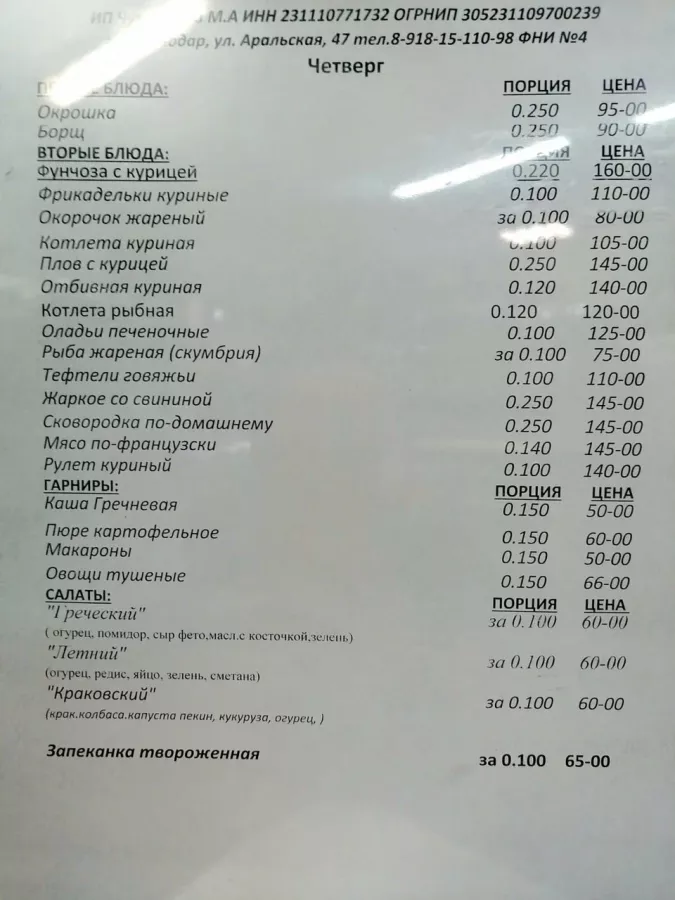 ИП М.А ИНН 231110771732 ОГРНИП 305231109700239
ул. Аральская, 47 тел.8-918-15-110-98 ФНИ №4
Четверг
БЛЮДА: ПОРЦИЯ ЦЕНА
Окрошка 0.250 95-00
Борщ 0.250 90-00
ВТОРЫЕ БЛЮДА: ПОРЦИЯ ЦЕНА
Фунчоза с курицей 0.220 160-00
Фрикадельки куриные 0.100 110-00
Окорочок жареный за 0.100 80-00
Котлета куриная 0.100 105-00
Плов с курицей 0.250 145-00
Отбивная куриная 0.120 140-00
Котлета рыбная 0.120 120-00
Оладьи печеночные 0.100 125-00
Рыба жареная (скумбрия) за 0.100 75-00
Тефтели говяжьи 0.100 110-00
Жаркое со свининой 0.250 145-00
Сковородка по-домашнему 0.250 145-00
Мясо по-французски 0.140 145-00
Рулет куриный 0.100 140-00
ГАРНИРЫ: ПОРЦИЯ ЦЕНА
Каша Гречневая 0.150 50-00
Пюре картофельное 0.150 60-00
Макароны 0.150 50-00
Овощи тушеные 0.150 66-00
САЛАТЫ: ПОРЦИЯ ЦЕНА
"Греческий" за 0.100 60-00
( огурец, помидор, сыр фето,масл.с косточкой,зелень)
"Летний" за 0.100 60-00
(огурец, редис, яйцо, зелень, сметана)
"Краковский" за 0.100 60-00
(крак.колбаса.капуста пекин, кукуруза, огурец, )
Запеканка твороженная за 0.100 65-00